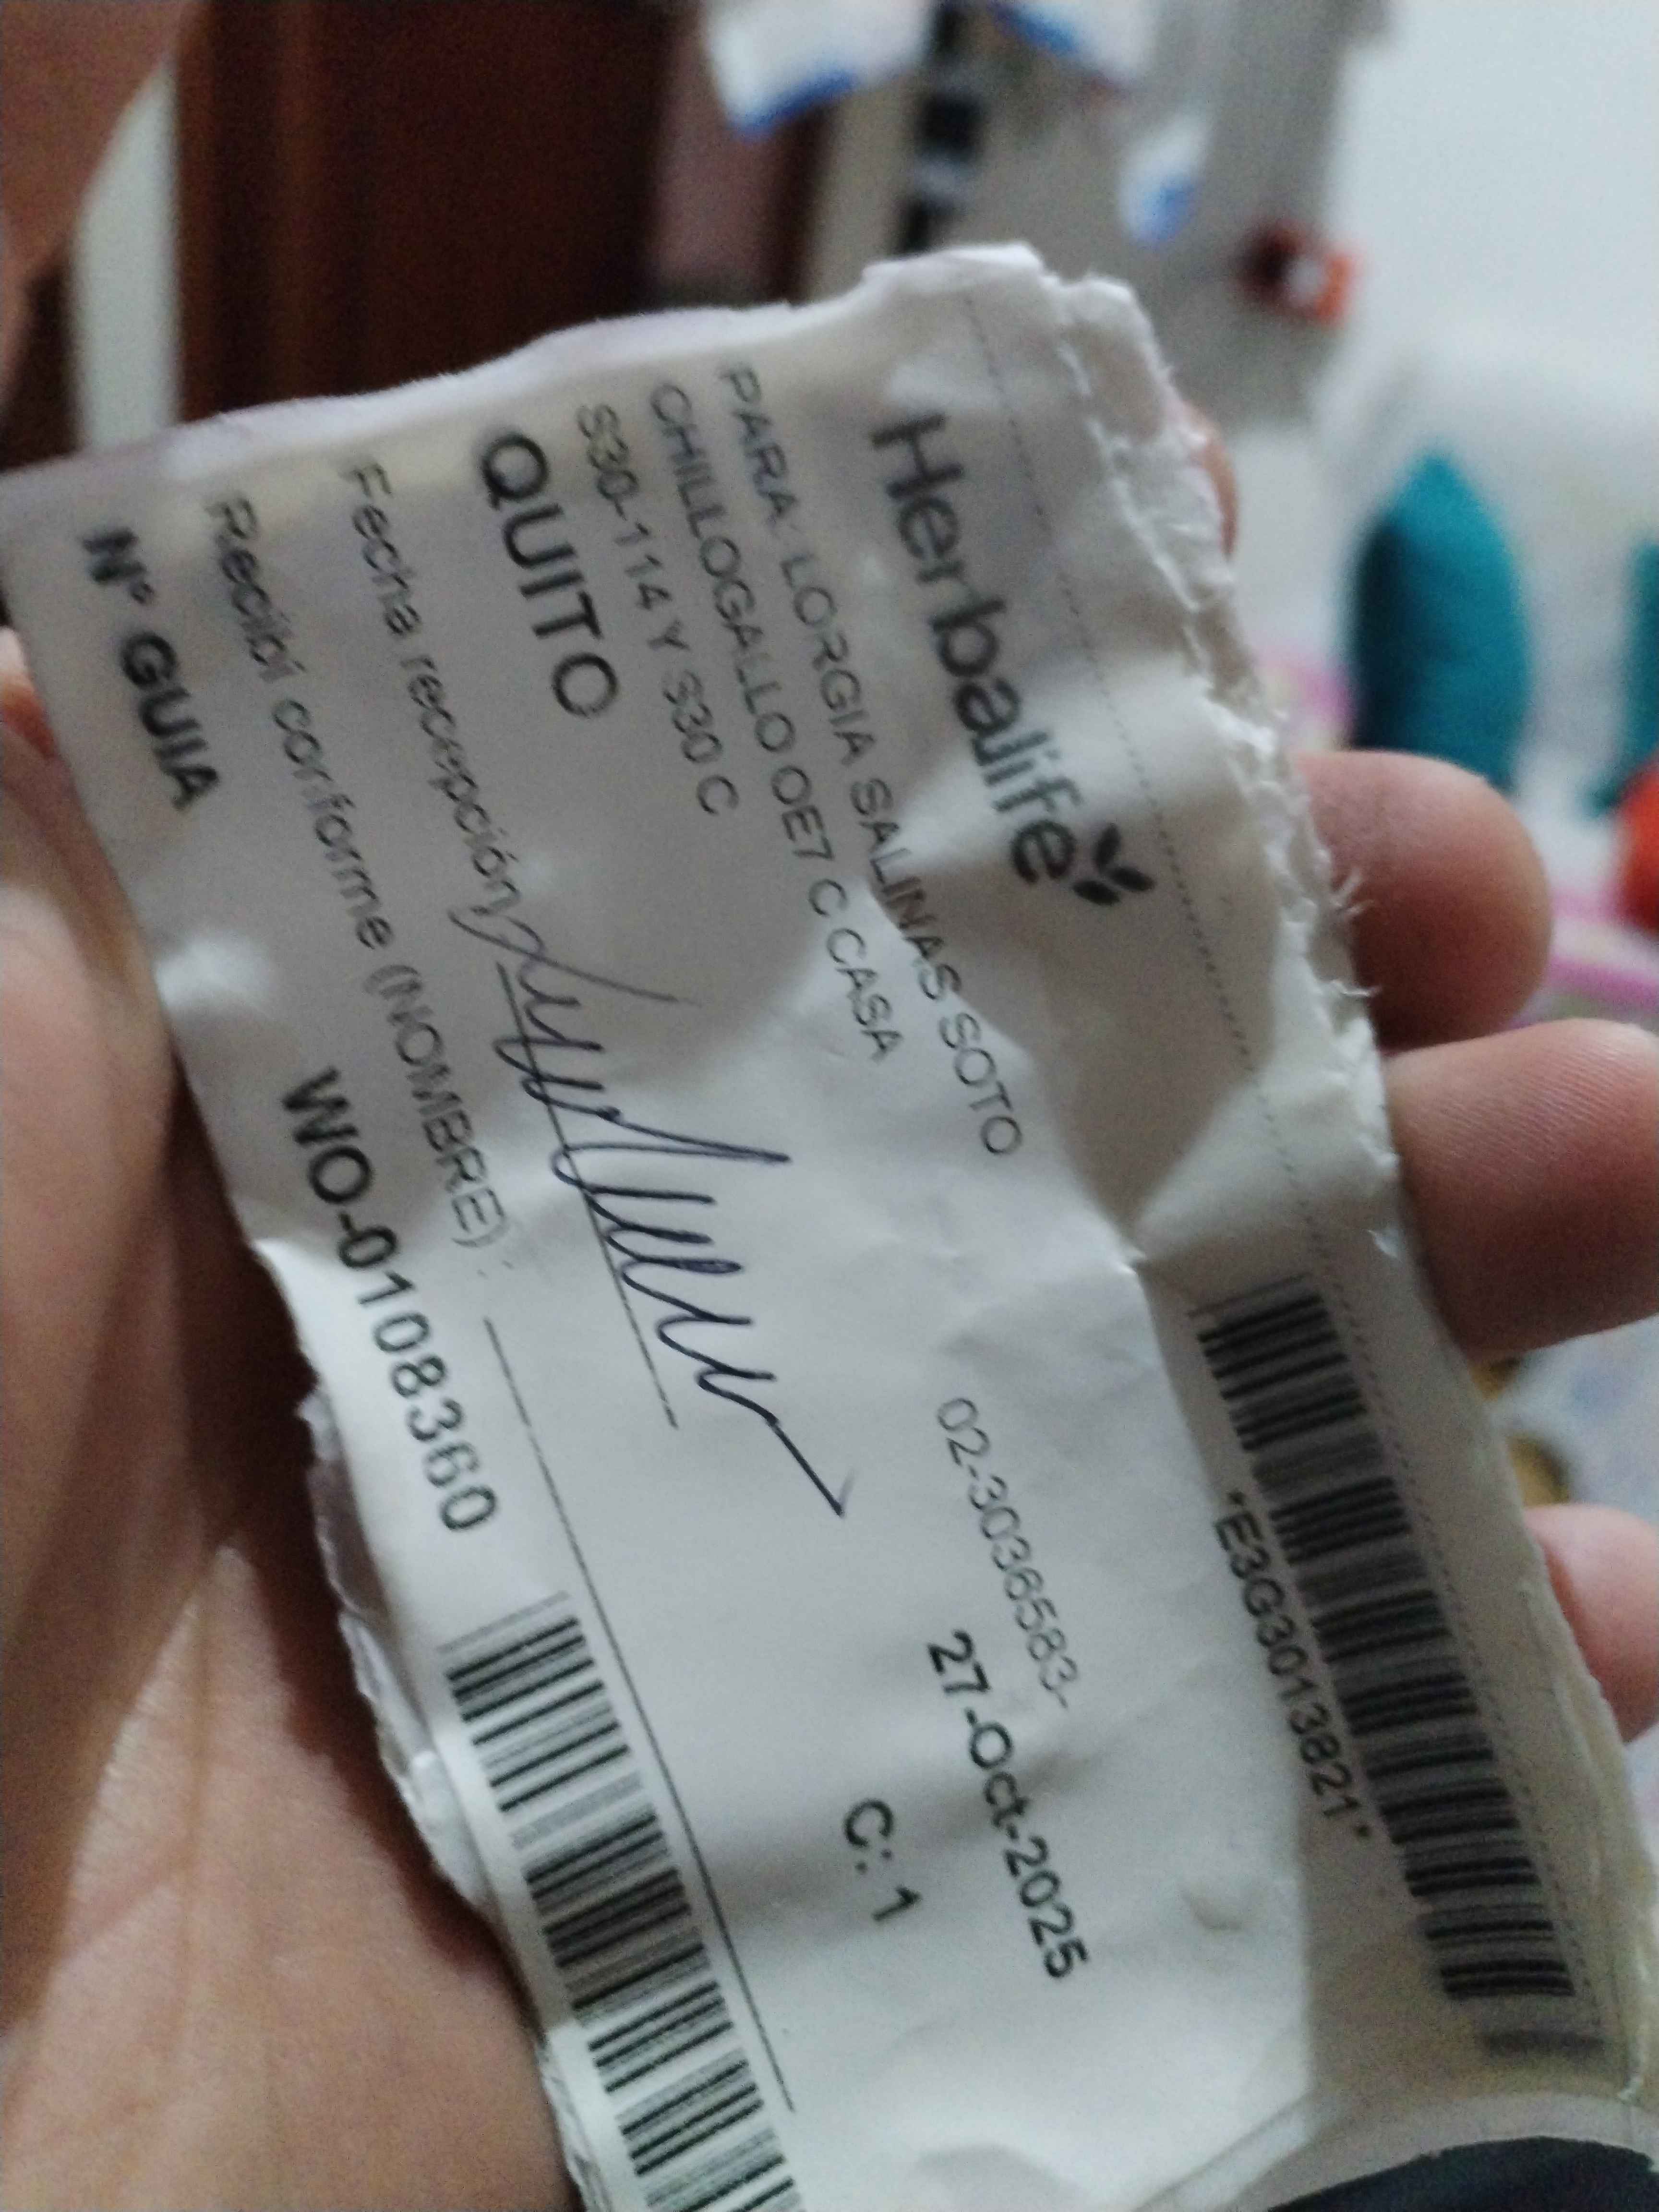 Herbalife
*E3G3013821*
PARA: LORGIA SALINAS SOTO
02-3036583-
CHILLOGALLO OE7 C CASA
S30-114 Y S30 C
27-Oct-2025
QUITO
C: 1
Fecha recepción
Recibí conforme (NOMBRE) :
Nº GUIA
WO-0108360